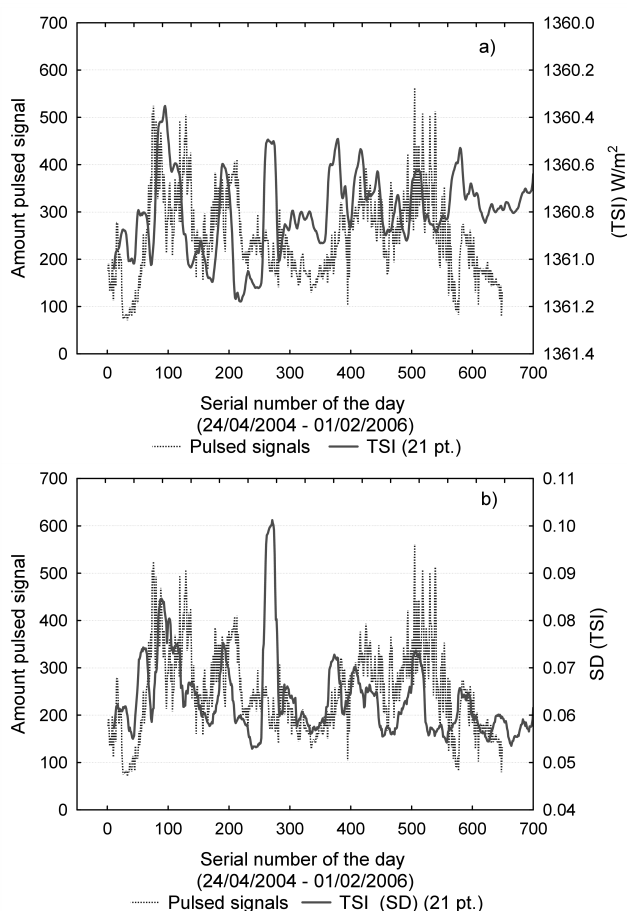 a)
700
600
500
400
300
200
100
0
Amount pulsed signal
1360.0
1360.2
1360.4
1360.6
1360.8
1361.0
1361.2
1361.4
(TSI) W/m²
0 100 200 300 400 500 600 700
Serial number of the day
(24/04/2004 - 01/02/2006)
Pulsed signals TSI (21 pt.)
b)
700
600
500
400
300
200
100
0
Amount pulsed signal
0.11
0.10
0.09
0.08
0.07
0.06
0.05
0.04
SD (TSI)
0 100 200 300 400 500 600 700
Serial number of the day
(24/04/2004 - 01/02/2006)
Pulsed signals TSI (SD) (21 pt.)